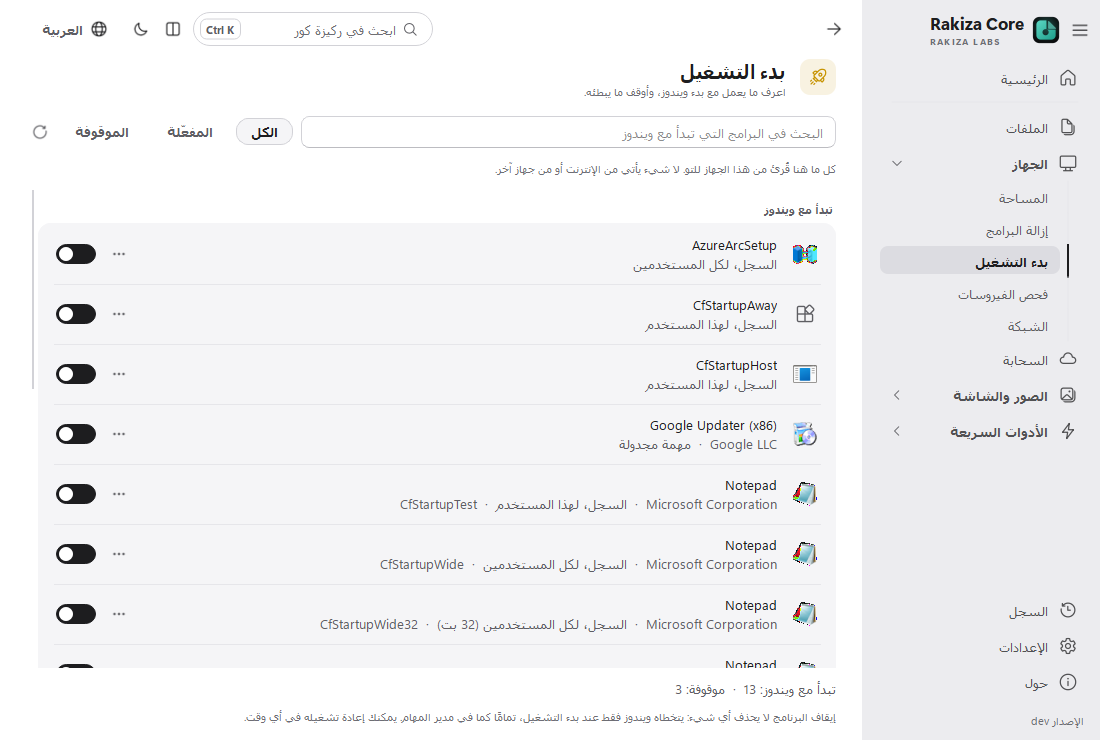 Rakiza Core
RAKIZA LABS
الرئيسية
الملفات
الجهاز
المساحة
إزالة البرامج
بدء التشغيل
فحص الفيروسات
الشبكة
السحابة
الصور والشاشة
الأدوات السريعة
السجل
الإعدادات
حول
الإصدار dev
ابحث في ركيزة كور Ctrl K
العربية
بدء التشغيل
اعرف ما يعمل مع بدء ويندوز، وأوقف ما يبطئه.
البحث في البرامج التي تبدأ مع ويندوز
الكل المفعّلة الموقوفة
كل ما هنا قُرئ من هذا الجهاز للتو. لا شيء يأتي من الإنترنت أو من جهاز آخر.
تبدأ مع ويندوز
AzureArcSetup
السجل، لكل المستخدمين
CfStartupAway
السجل، لهذا المستخدم
CfStartupHost
السجل، لهذا المستخدم
Google Updater (x86)
Google LLC · مهمة مجدولة
Notepad
Microsoft Corporation · السجل، لهذا المستخدم · CfStartupTest
Notepad
Microsoft Corporation · السجل، لكل المستخدمين · CfStartupWide
Notepad
Microsoft Corporation · السجل، لكل المستخدمين (32 بت) · CfStartupWide32
Notepad
تبدأ مع ويندوز: 13 · موقوفة: 3
إيقاف البرنامج لا يحذف أي شيء: يتخطاه ويندوز فقط عند بدء التشغيل، تمامًا كما في مدير المهام. يمكنك إعادة تشغيله في أي وقت.